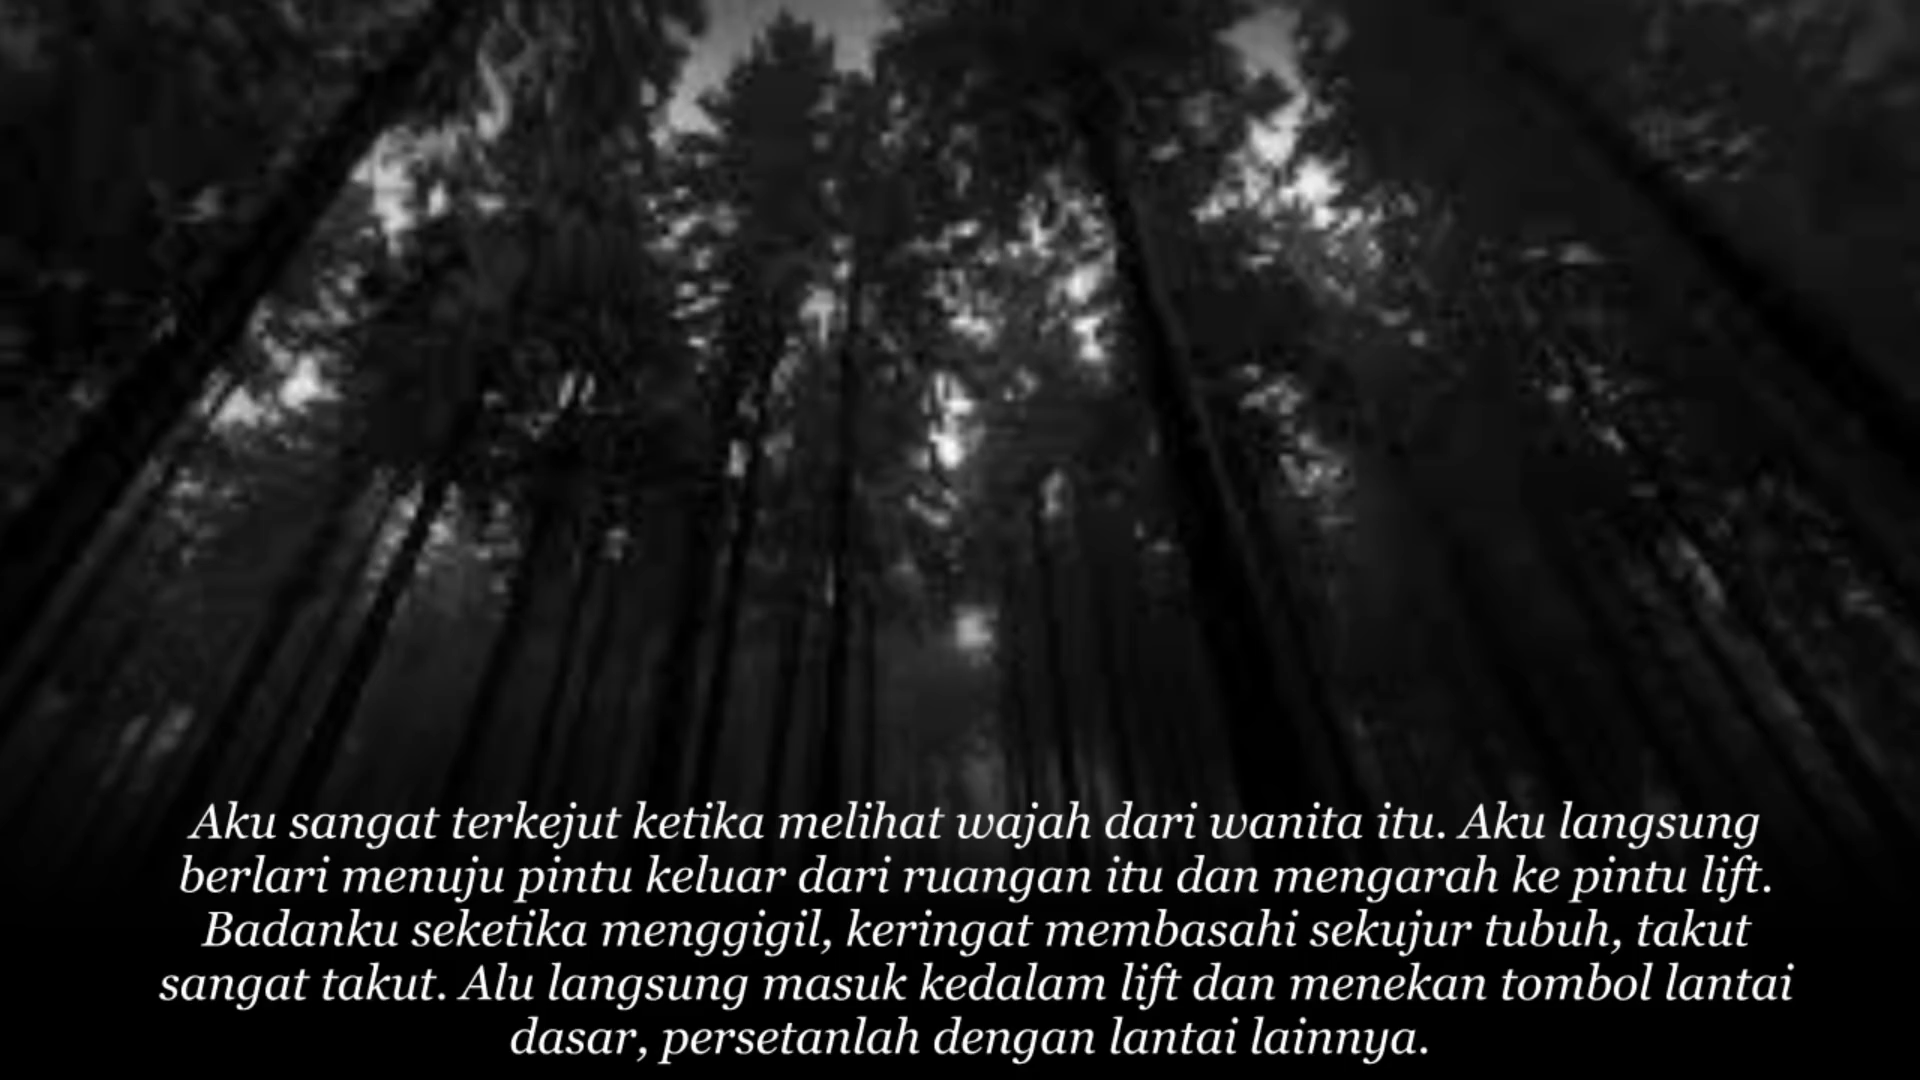 Aku sangat terkejut ketika melihat wajah dari wanita itu. Aku langsung
berlari menuju pintu keluar dari ruangan itu dan mengarah ke pintu lift.
Badanku seketika menggigil, keringat membasahi sekujur tubuh, takut
sangat takut. Alu langsung masuk kedalam lift dan menekan tombol lantai
dasar, persetanlah dengan lantai lainnya.